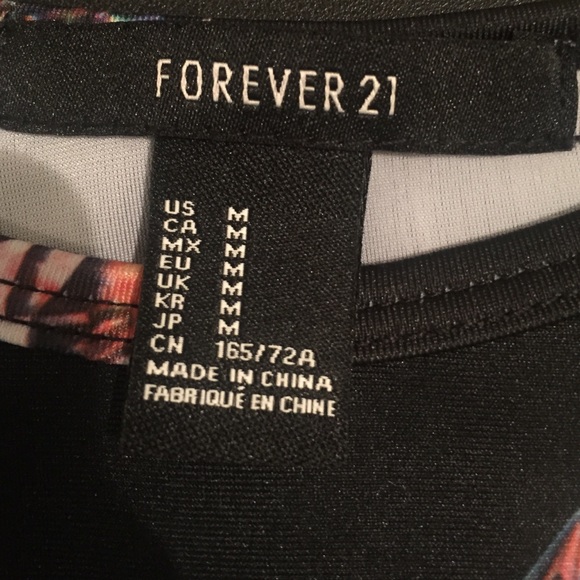 FOREVER 21
US M
CA M
MX M
EU M
UK M
KR M
JP M
CN 165/72A
MADE IN CHINA
FABRIQUÉ EN CHINE